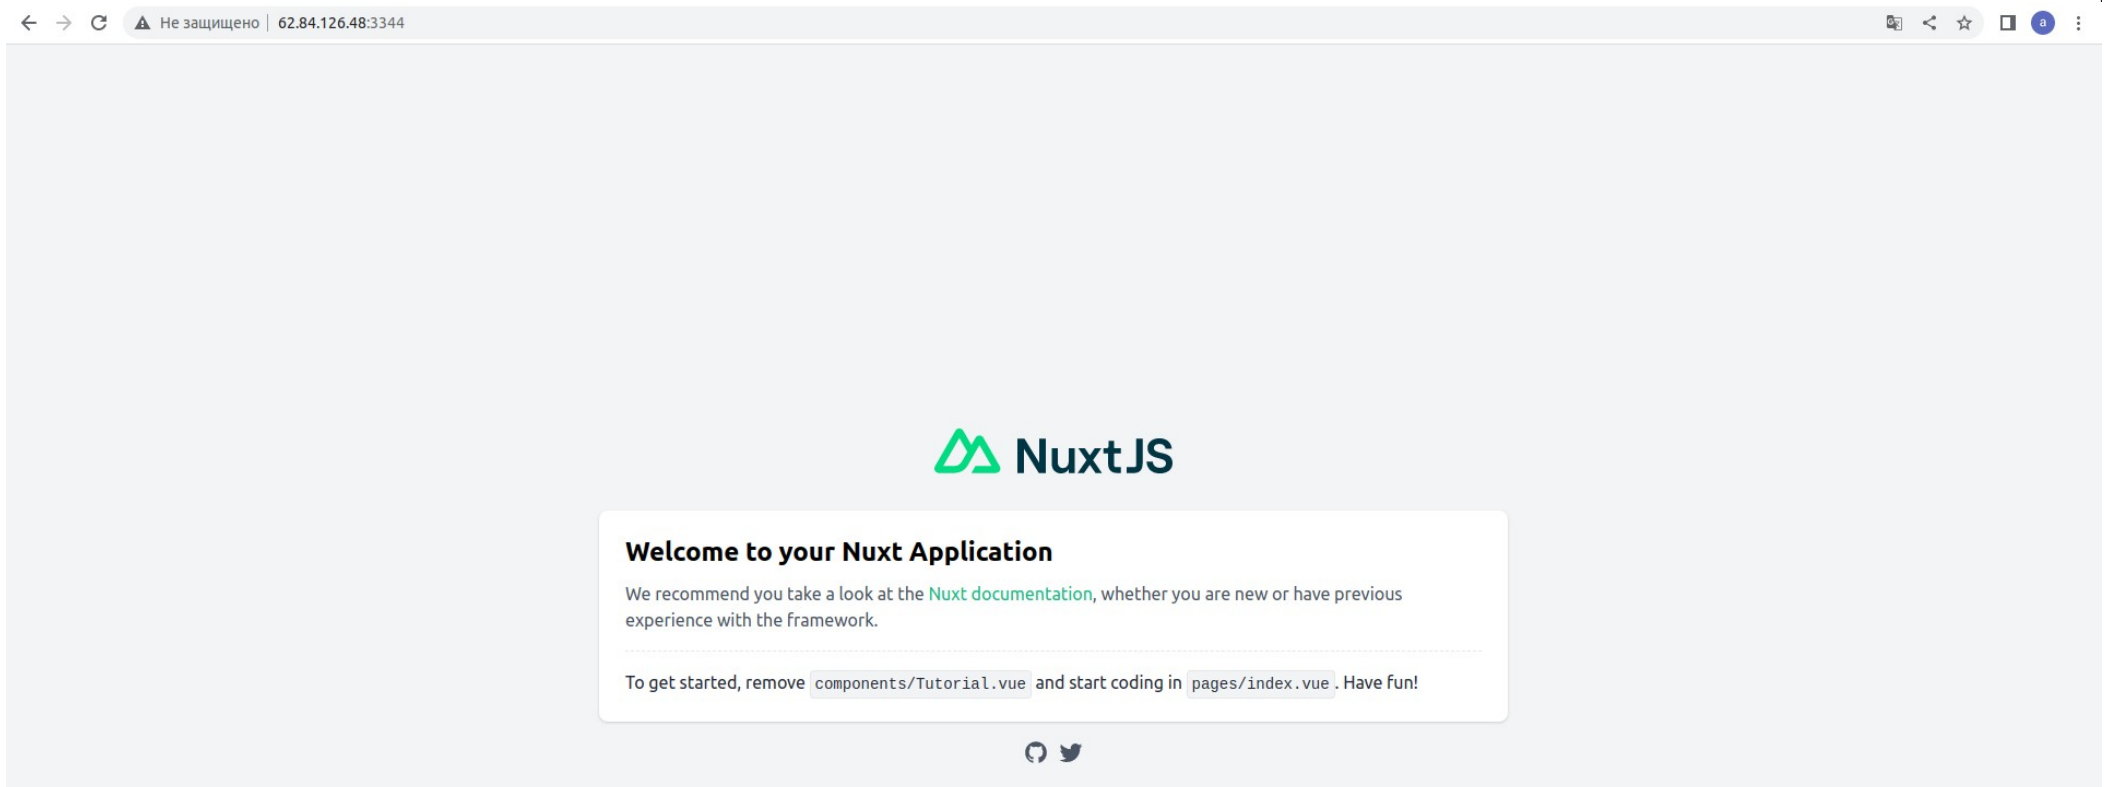 Не защищено 62.84.126.48:3344
a
NuxtJS
Welcome to your Nuxt Application
We recommend you take a look at the Nuxt documentation, whether you are new or have previous
experience with the framework.
To get started, remove components/Tutorial.vue and start coding in pages/index.vue. Have fun!